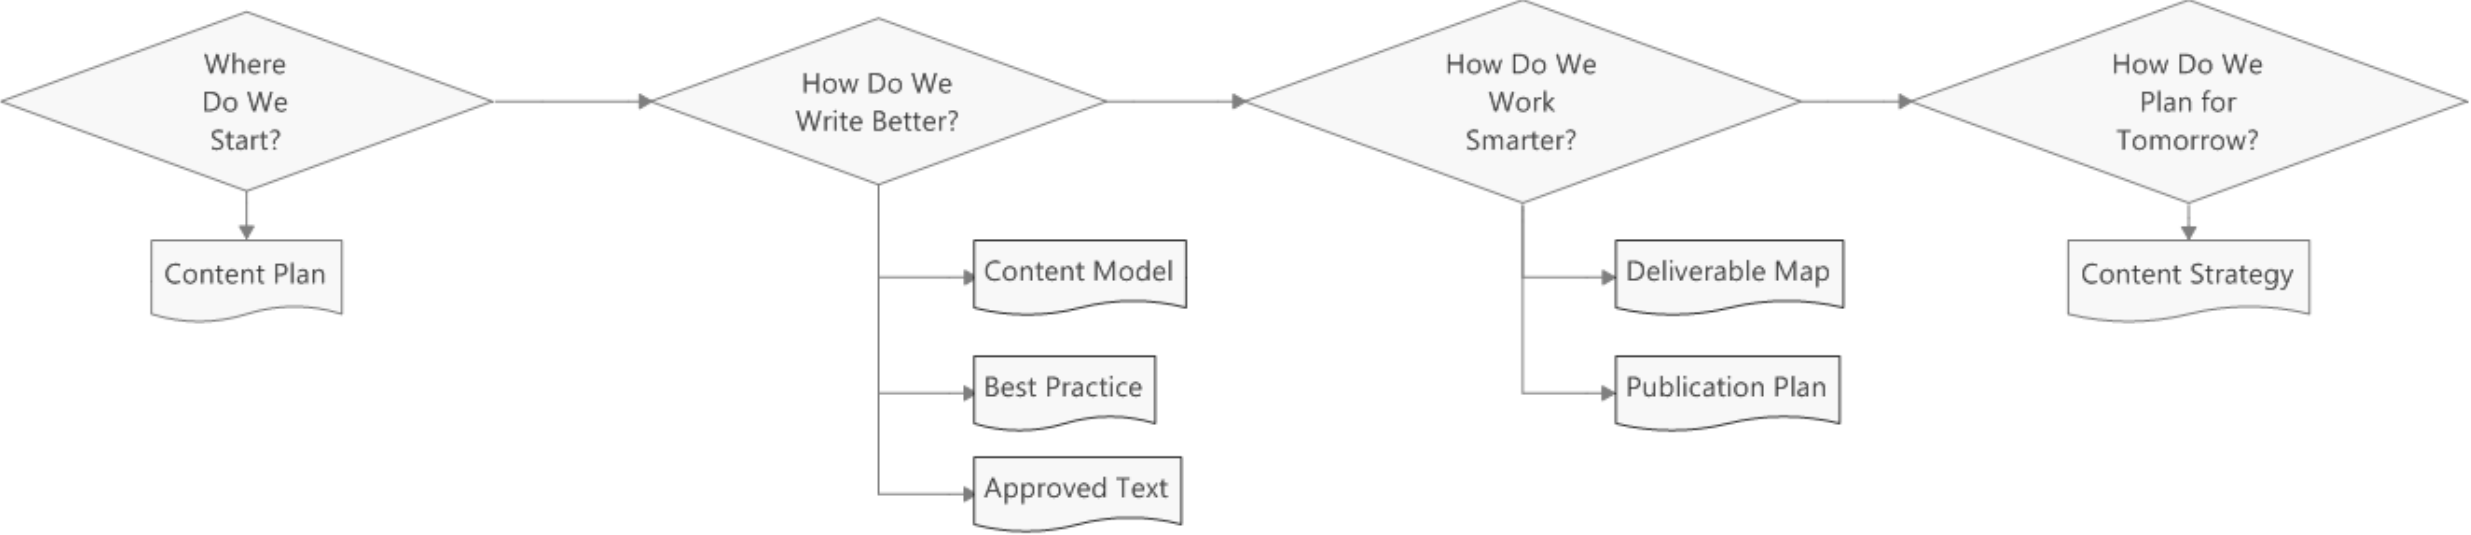 Where
Do We
Start?
How Do We
Write Better?
How Do We
Work
Smarter?
How Do We
Plan for
Tomorrow?
Content Plan
Content Model
Best Practice
Approved Text
Deliverable Map
Publication Plan
Content Strategy